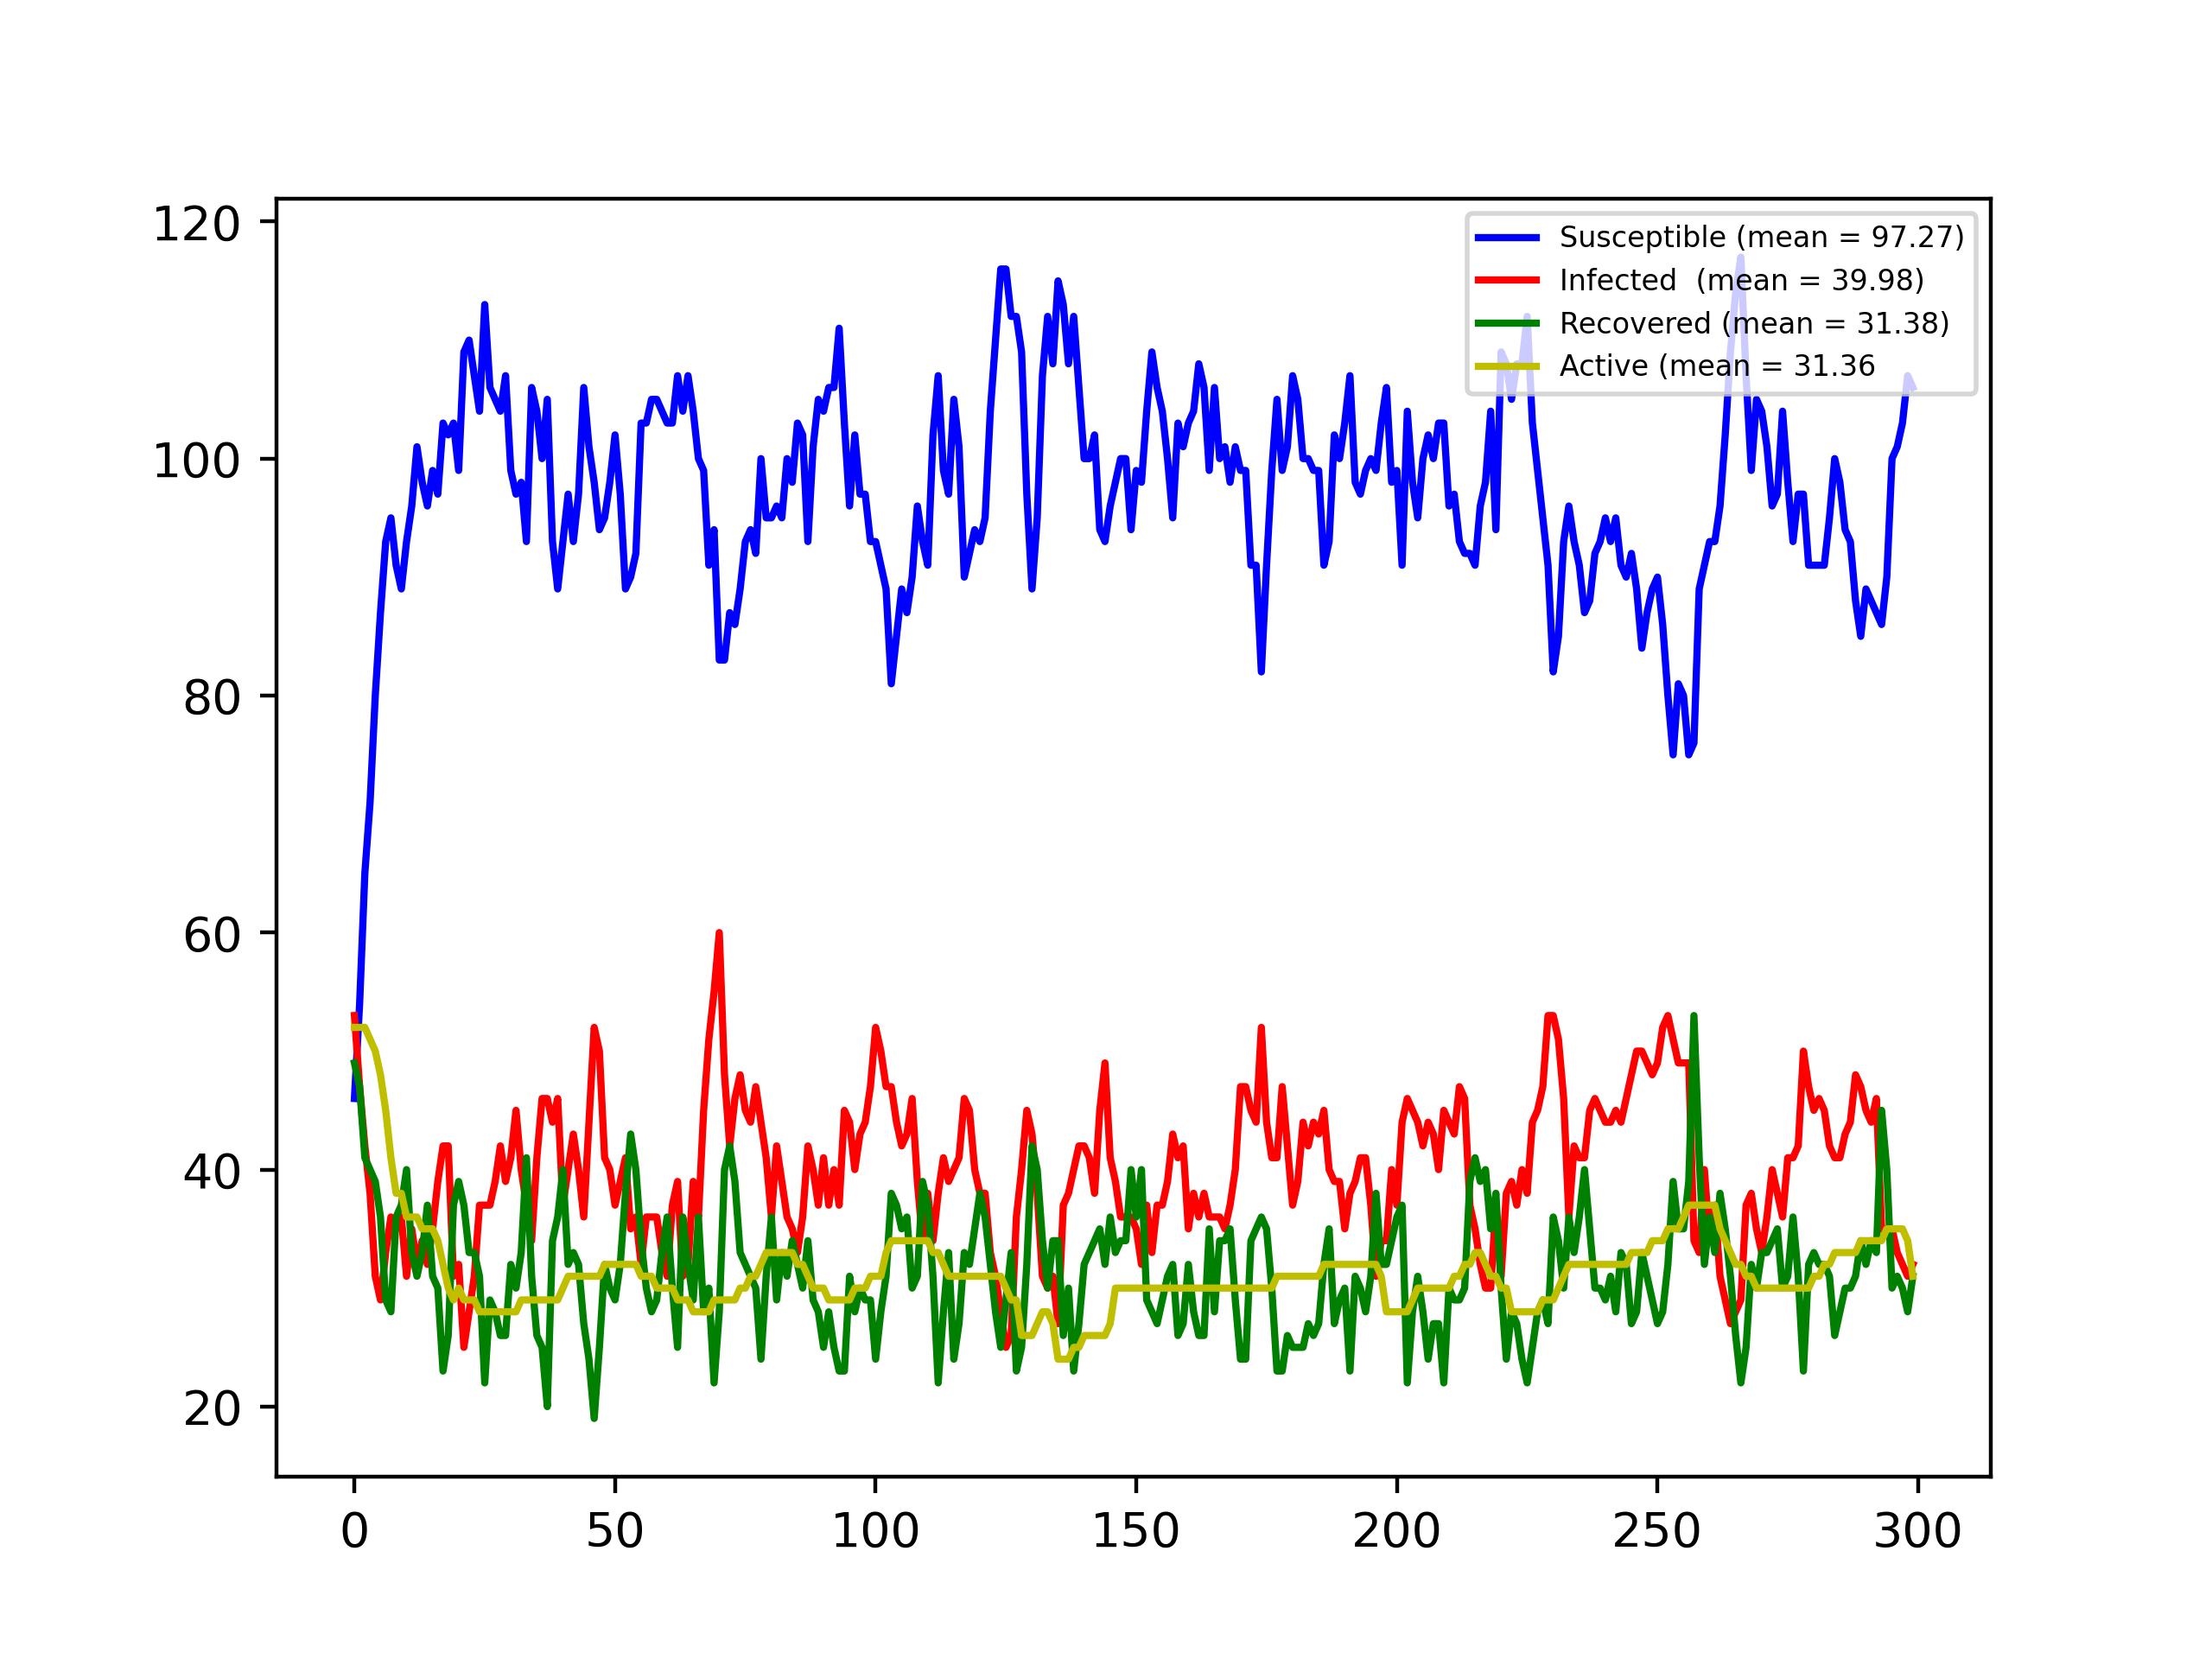 120
100
80
60
40
20
0 50 100 150 200 250 300
Susceptible (mean = 97.27)
Infected  (mean = 39.98)
Recovered (mean = 31.38)
Active (mean = 31.36